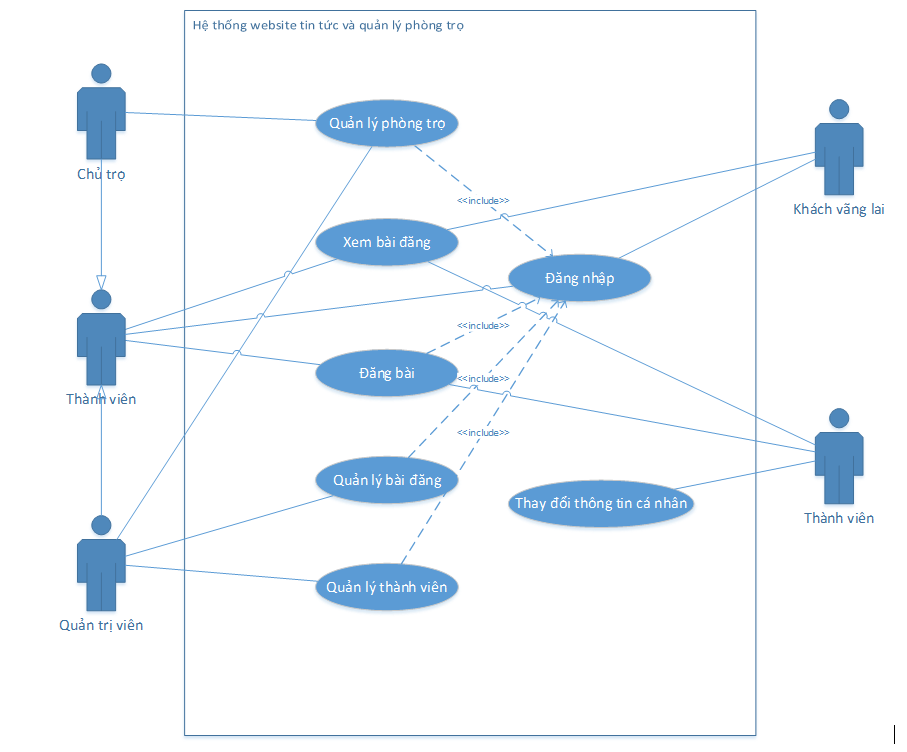 Hệ thống website tin tức và quản lý phòng trọ
Quản lý phòng trọ
Chủ trọ
<<include>>
Khách vãng lai
Xem bài đăng
Đăng nhập
<<include>>
Đăng bài
<<include>>
Thành viên
<<include>>
Quản lý bài đăng
Thay đổi thông tin cá nhân
Thành viên
Quản lý thành viên
Quản trị viên